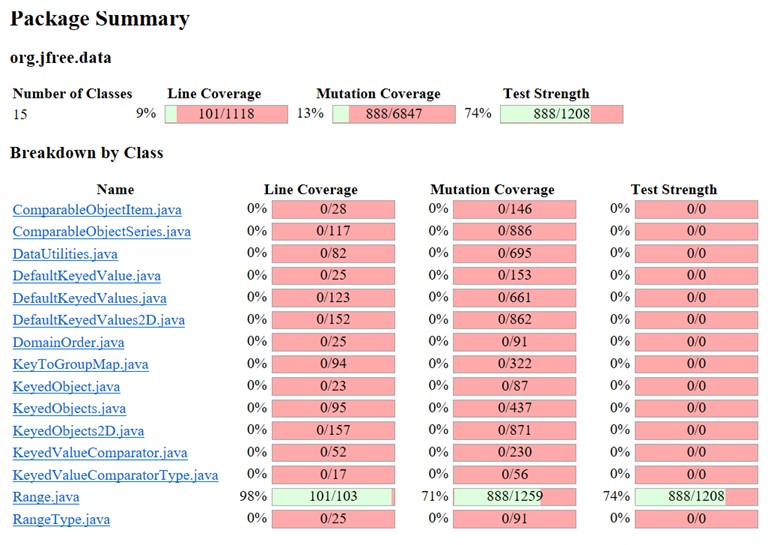 Package Summary
org.jfree.data
Number of Classes Line Coverage Mutation Coverage Test Strength
15 9% 101/1118 13% 888/6847 74% 888/1208
Breakdown by Class
Name Line Coverage Mutation Coverage Test Strength
ComparableObjectItem.java 0% 0/28 0% 0/146 0% 0/0
ComparableObjectSeries.java 0% 0/117 0% 0/886 0% 0/0
DataUtilities.java 0% 0/82 0% 0/695 0% 0/0
DefaultKeyedValue.java 0% 0/25 0% 0/153 0% 0/0
DefaultKeyedValues.java 0% 0/123 0% 0/661 0% 0/0
DefaultKeyedValues2D.java 0% 0/152 0% 0/862 0% 0/0
DomainOrder.java 0% 0/25 0% 0/91 0% 0/0
KeyToGroupMap.java 0% 0/94 0% 0/322 0% 0/0
KeyedObject.java 0% 0/23 0% 0/87 0% 0/0
KeyedObjects.java 0% 0/95 0% 0/437 0% 0/0
KeyedObjects2D.java 0% 0/157 0% 0/871 0% 0/0
KeyedValueComparator.java 0% 0/52 0% 0/230 0% 0/0
KeyedValueComparatorType.java 0% 0/17 0% 0/56 0% 0/0
Range.java 98% 101/103 71% 888/1259 74% 888/1208
RangeType.java 0% 0/25 0% 0/91 0% 0/0